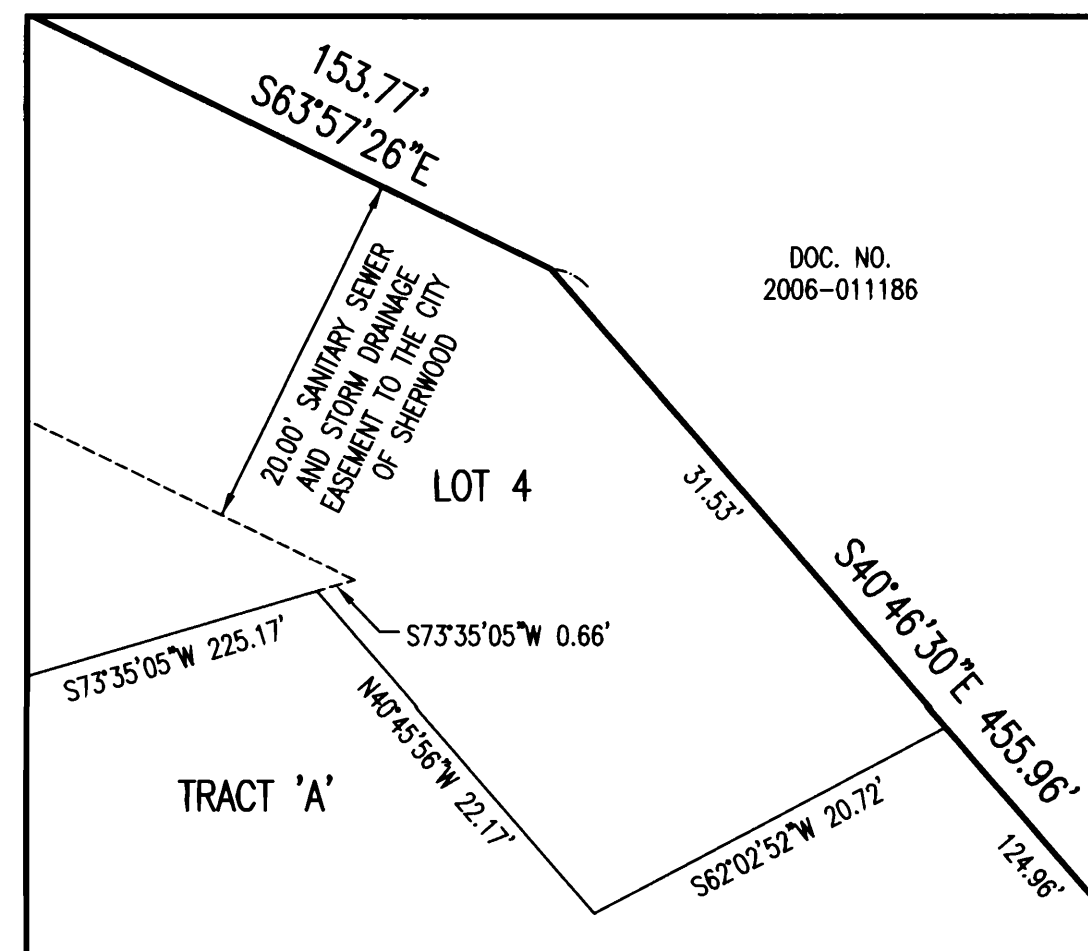 153.77'
S63°57'26"E
DOC. NO.
2006-011186
20.00' SANITARY SEWER
AND STORM DRAINAGE
EASEMENT TO THE CITY
OF SHERWOOD
LOT 4
31.53'
S40°46'30"E 455.96'
S73°35'05"W 0.66'
S73°35'05"W 225.17'
N40°45'56"W 22.17'
TRACT 'A'
S62°02'52"W 20.72'
124.96'